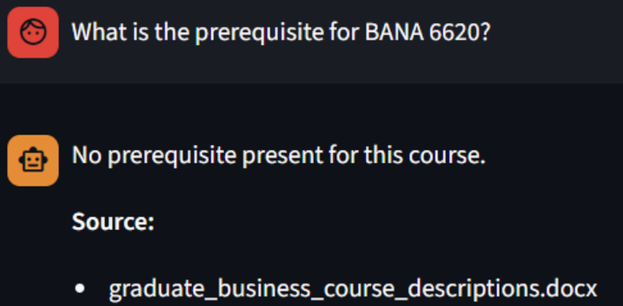 What is the prerequisite for BANA 6620?
No prerequisite present for this course.
Source:
• graduate_business_course_descriptions.docx